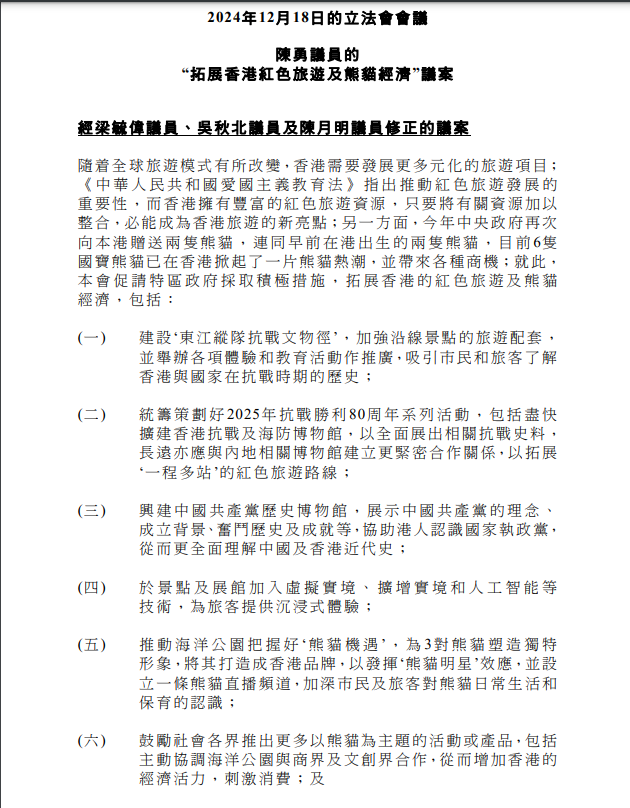 2024年12月18日的立法會會議
陳勇議員的
“拓展香港紅色旅遊及熊貓經濟”議案
經梁毓偉議員、吳秋北議員及陳月明議員修正的議案
隨着全球旅遊模式有所改變，香港需要發展更多元化的旅遊項目；
《中華人民共和國愛國主義教育法》指出推動紅色旅遊發展的
重要性，而香港擁有豐富的紅色旅遊資源，只要將有關資源加以
整合，必能成為香港旅遊的新亮點；另一方面，今年中央政府再次
向本港贈送兩隻熊貓，連同早前在港出生的兩隻熊貓，目前6隻
國寶熊貓已在香港掀起了一片熊貓熱潮，並帶來各種商機；就此，
本會促請特區政府採取積極措施，拓展香港的紅色旅遊及熊貓
經濟，包括：
(一) 建設‘東江縱隊抗戰文物徑’，加強沿線景點的旅遊配套，
並舉辦各項體驗和教育活動作推廣，吸引市民和旅客了解
香港與國家在抗戰時期的歷史；
(二) 統籌策劃好2025年抗戰勝利80周年系列活動，包括盡快
擴建香港抗戰及海防博物館，以全面展出相關抗戰史料，
長遠亦應與內地相關博物館建立更緊密合作關係，以拓展
‘一程多站’的紅色旅遊路線；
(三) 興建中國共產黨歷史博物館，展示中國共產黨的理念、
成立背景、奮鬥歷史及成就等，協助港人認識國家執政黨，
從而更全面理解中國及香港近代史；
(四) 於景點及展館加入虛擬實境、擴增實境和人工智能等
技術，為旅客提供沉浸式體驗；
(五) 推動海洋公園把握好‘熊貓機遇’，為3對熊貓塑造獨特
形象，將其打造成香港品牌，以發揮‘熊貓明星’效應，並設
立一條熊貓直播頻道，加深市民及旅客對熊貓日常生活和
保育的認識；
(六) 鼓勵社會各界推出更多以熊貓為主題的活動或產品，包括
主動協調海洋公園與商界及文創界合作，從而增加香港的
經濟活力，刺激消費；及